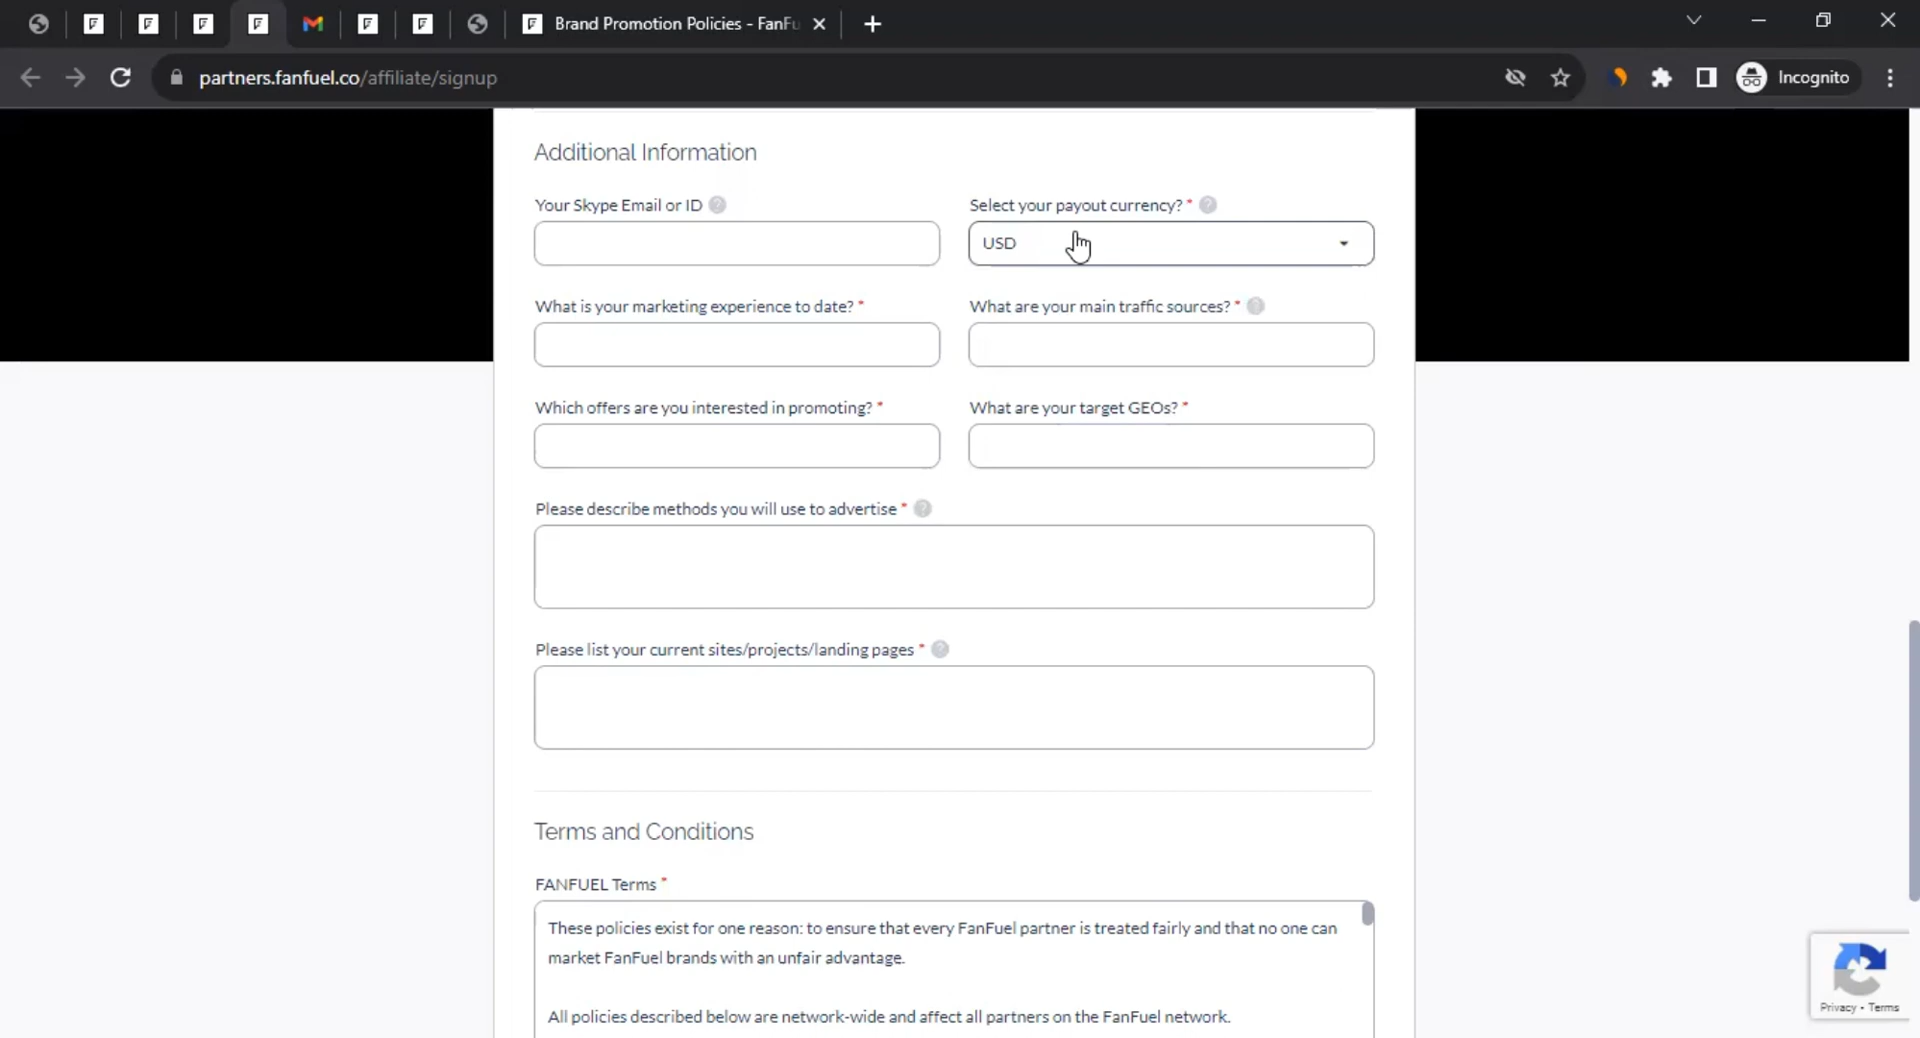 Brand Promotion Policies - FanFu
partners.fanfuel.co/affiliate/signup
Incognito
Additional Information
Your Skype Email or ID ?
Select your payout currency? * ?
USD
What is your marketing experience to date? *
What are your main traffic sources? * ?
Which offers are you interested in promoting? *
What are your target GEOs? *
Please describe methods you will use to advertise * ?
Please list your current sites/projects/landing pages * ?
Terms and Conditions
FANFUEL Terms *
These policies exist for one reason: to ensure that every FanFuel partner is treated fairly and that no one can
market FanFuel brands with an unfair advantage.
All policies described below are network-wide and affect all partners on the FanFuel network.
Privacy • Terms